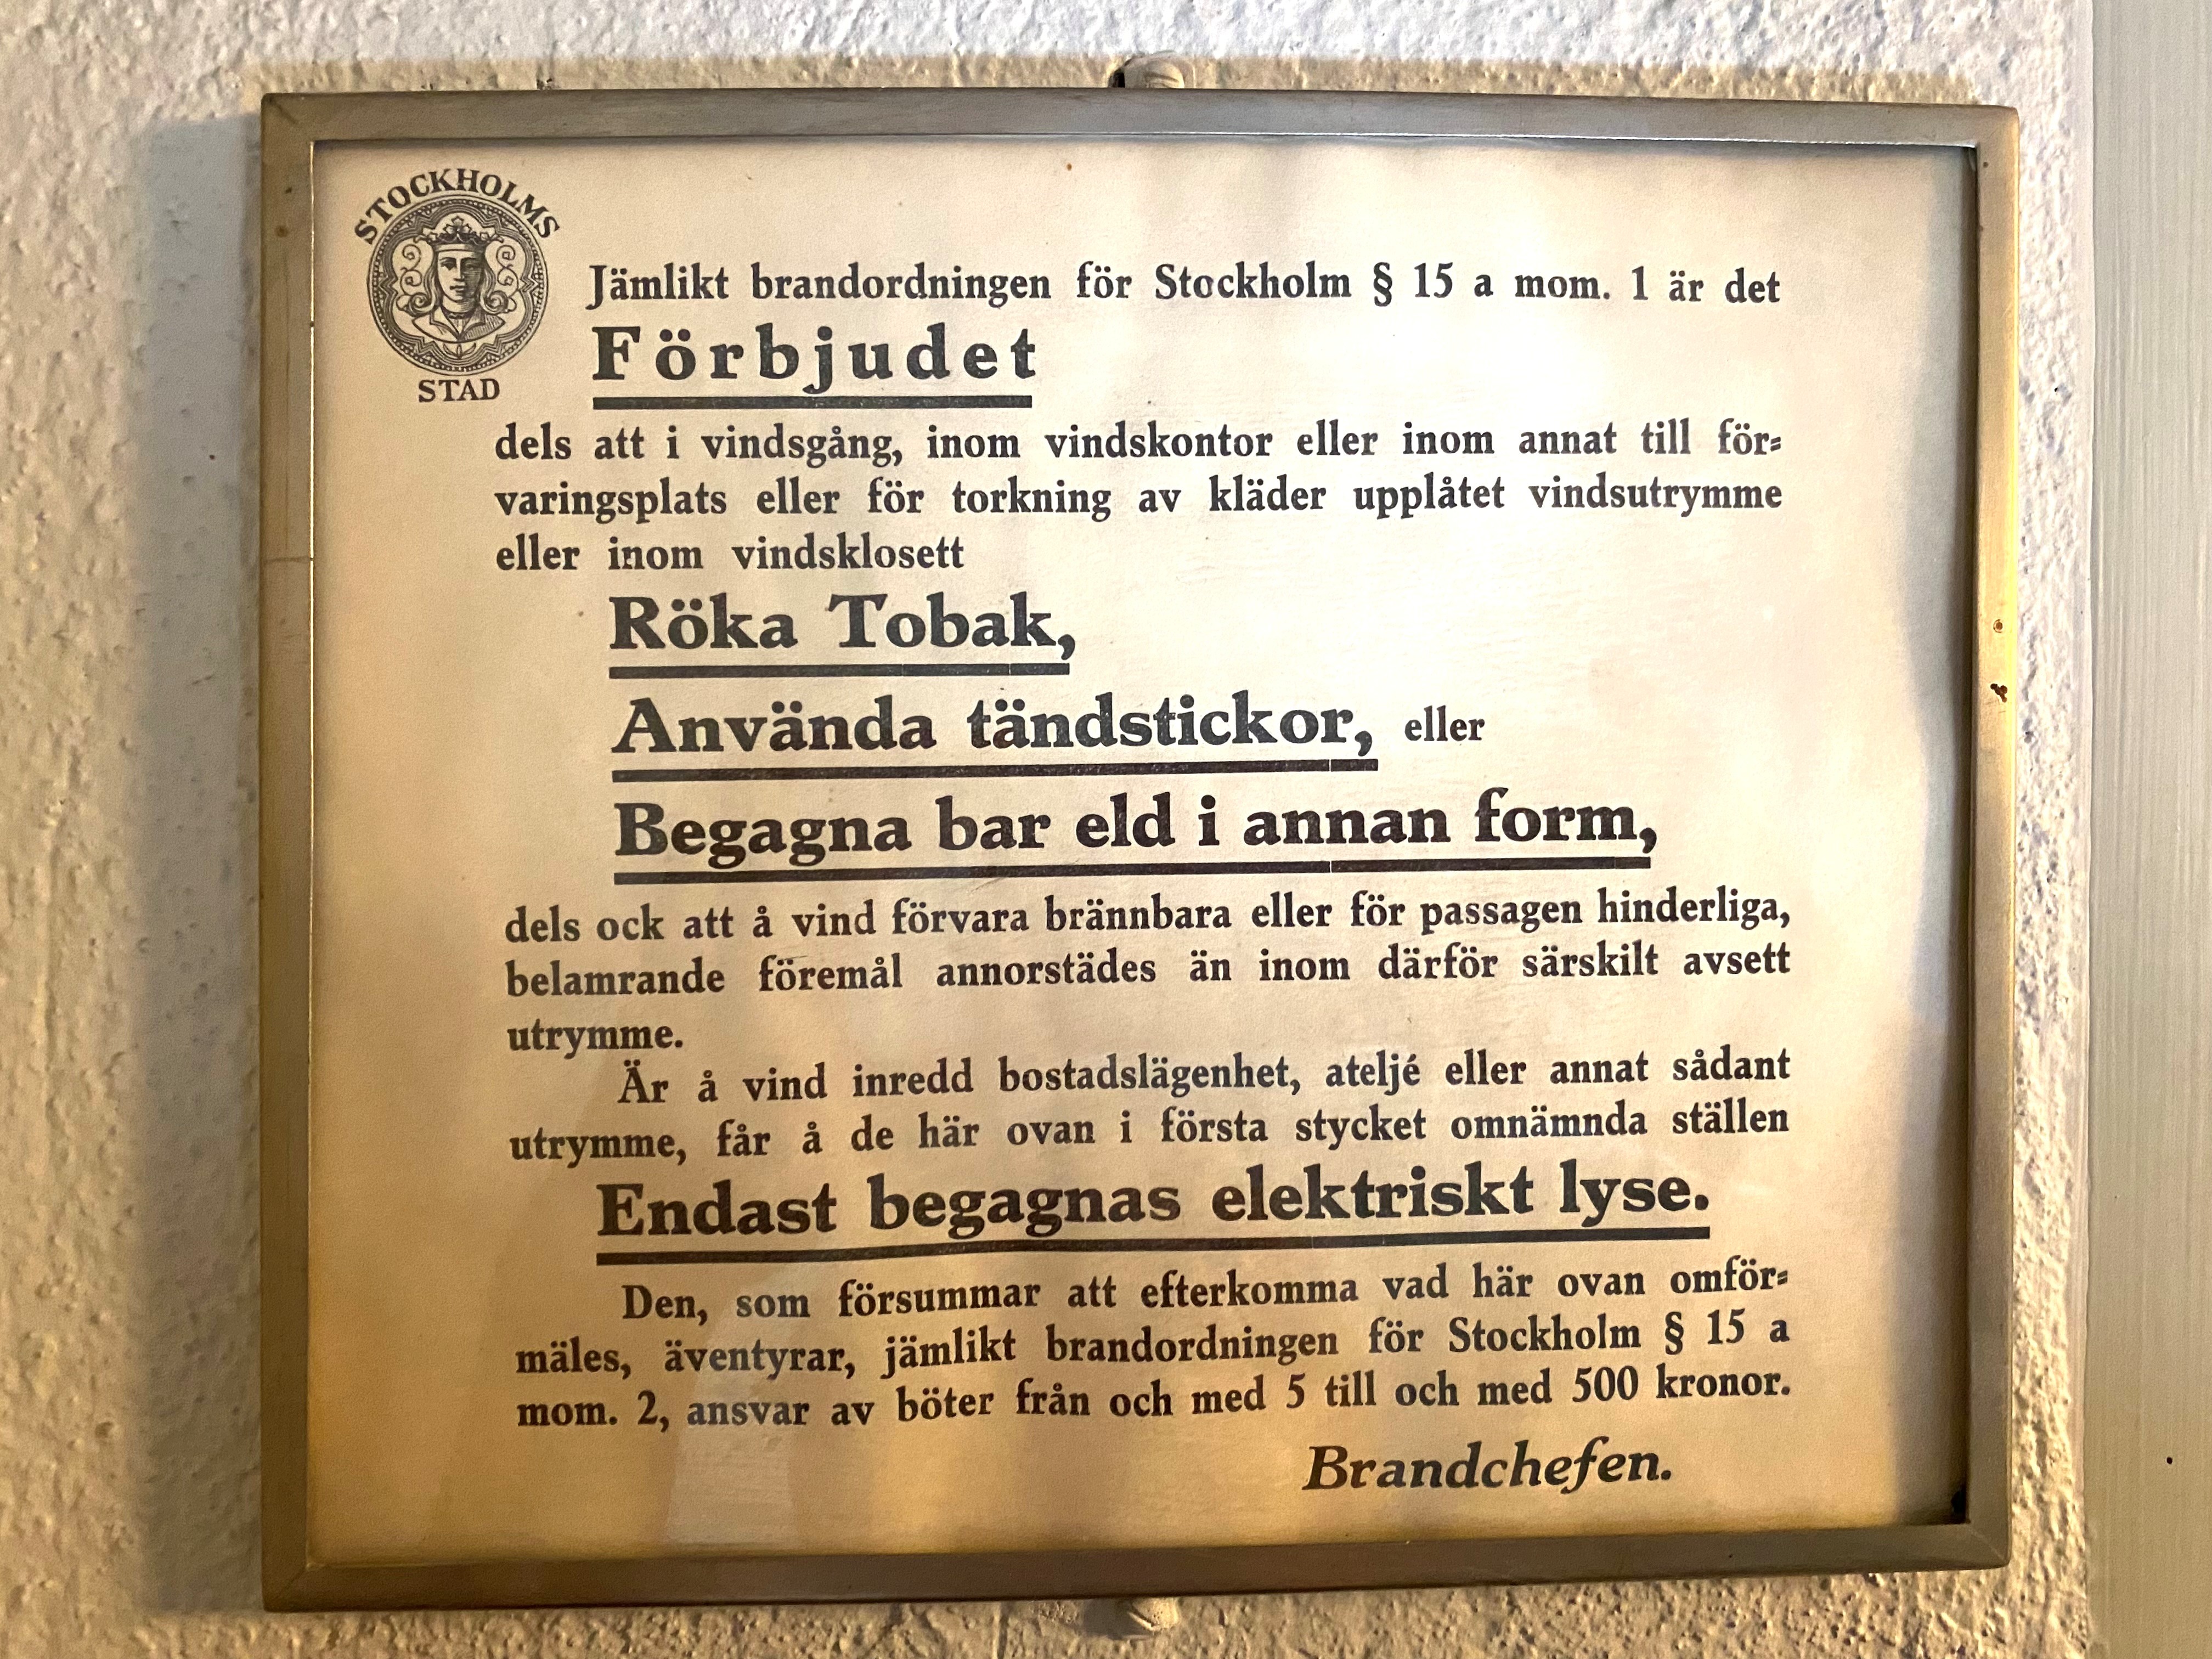 STOCKHOLMS
STAD
Jämlikt brandordningen för Stockholm § 15 a mom. 1 är det
Förbjudet
dels att i vindsgång, inom vindskontor eller inom annat till för=
varingsplats eller för torkning av kläder upplåtet vindsutrymme
eller inom vindsklosett
Röka Tobak,
Använda tändstickor, eller
Begagna bar eld i annan form,
dels ock att å vind förvara brännbara eller för passagen hinderliga,
belamrande föremål annorstädes än inom därför särskilt avsett
utrymme.
Är å vind inredd bostadslägenhet, ateljé eller annat sådant
utrymme, får å de här ovan i första stycket omnämnda ställen
Endast begagnas elektriskt lyse.
Den, som försummar att efterkomma vad här ovan omför=
mäles, äventyrar, jämlikt brandordningen för Stockholm § 15 a
mom. 2, ansvar av böter från och med 5 till och med 500 kronor.
Brandchefen.